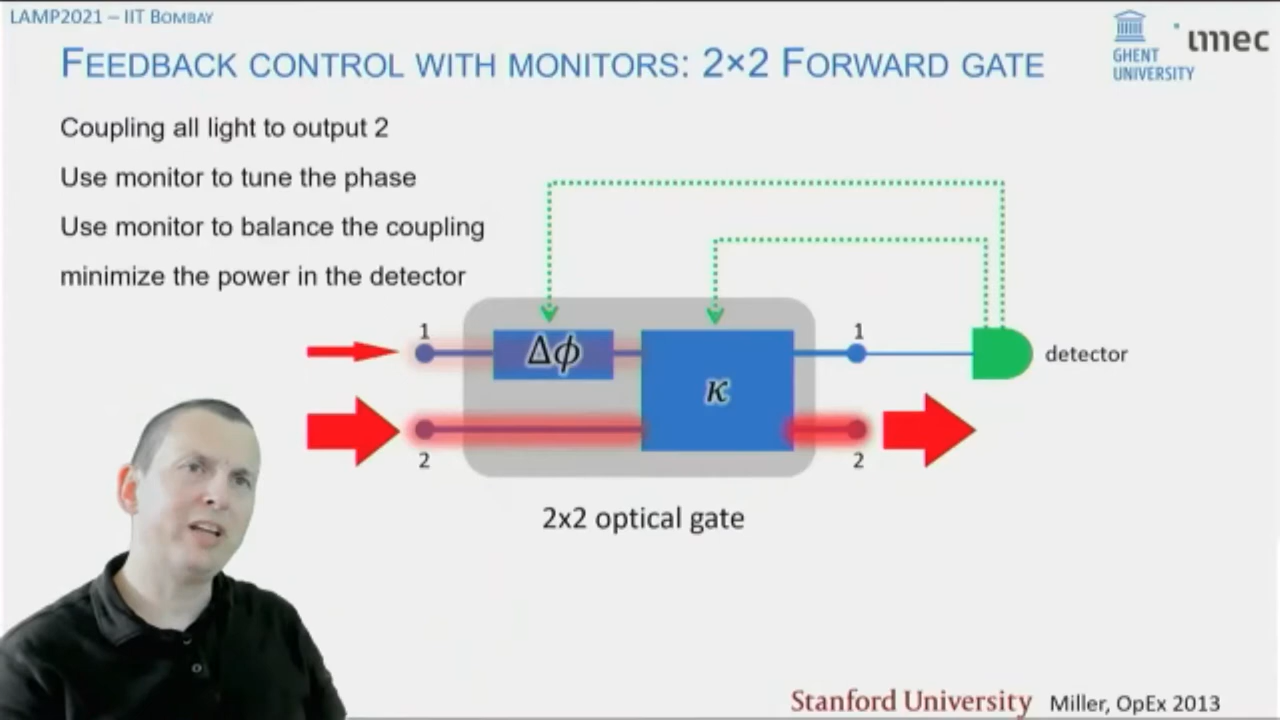 LAMP2021 – IIT BOMBAY
FEEDBACK CONTROL WITH MONITORS: 2×2 FORWARD GATE
GHENT
UNIVERSITY
imec
Coupling all light to output 2
Use monitor to tune the phase
Use monitor to balance the coupling
minimize the power in the detector
1
Δϕ
1
detector
κ
2
2
2x2 optical gate
Stanford University Miller, OpEx 2013